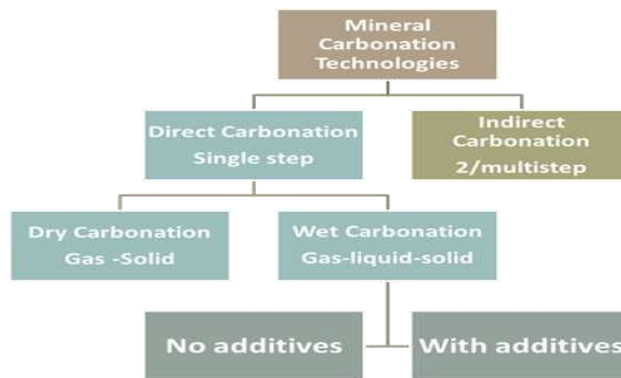 Mineral
Carbonation
Technologies
Direct Carbonation
Single step
Indirect
Carbonation
2/multistep
Dry Carbonation
Gas -Solid
Wet Carbonation
Gas-liquid-solid
No additives
With additives